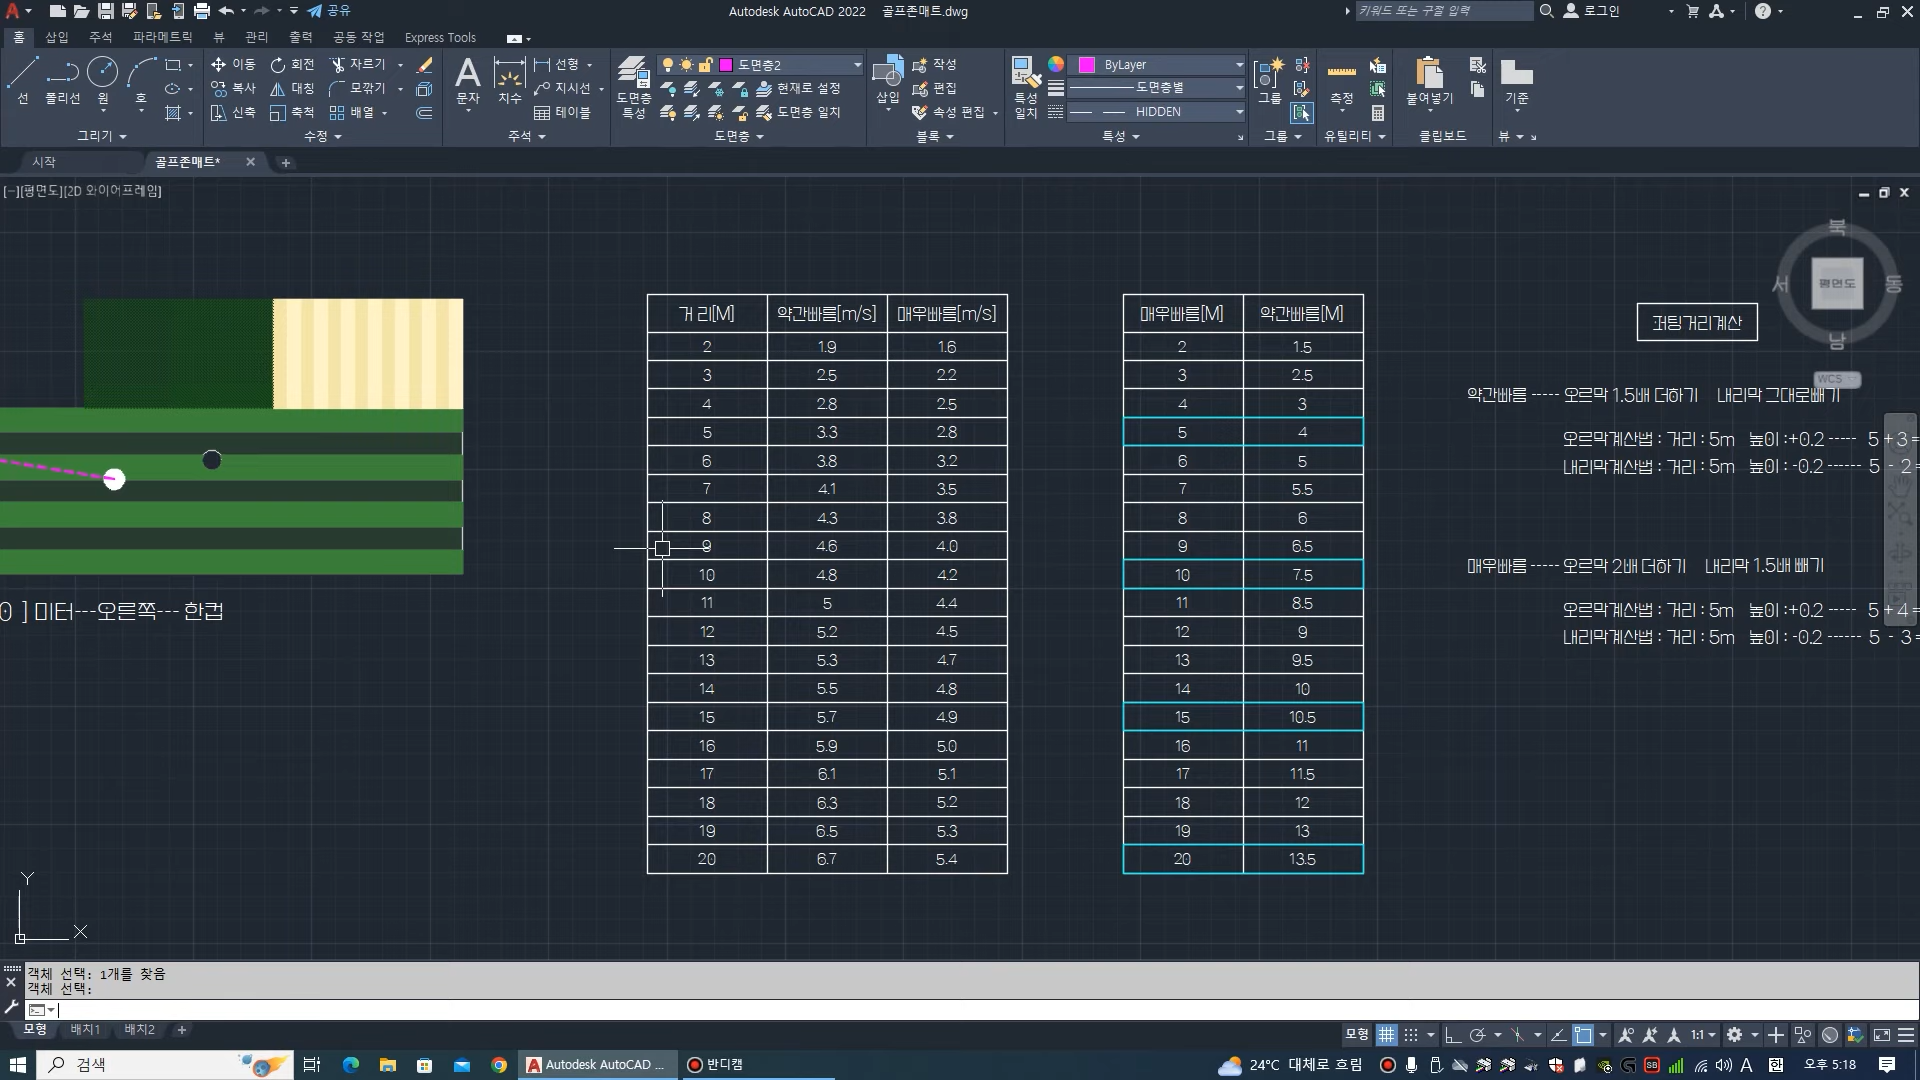 공유
Autodesk AutoCAD 2022 골프존매트.dwg
키워드 또는 구절 입력
로그인
홈 삽입 주석 파라메트릭 뷰 관리 출력 공동 작업 Express Tools
선 폴리선 원 호
이동 회전 자르기
복사 대칭 모깎기
신축 축척 배열
문자 치수
선형
지시선
테이블
도면층 특성
도면층2
현재로 설정
도면층 일치
삽입
작성
편집
속성 편집
특성 일치
ByLayer
도면층별
HIDDEN
그룹 측정 붙여넣기 기준
그리기 수정 주석 도면층 블록 특성 그룹 유틸리티 클립보드 뷰
시작 골프존매트*
[−][평면도][2D 와이어프레임]
북
서 평면도 동
남
WCS
0 ] 미터---오른쪽--- 한컵
거 리[M] 약간빠름[m/S] 매우빠름[m/S]
2 1.9 1.6
3 2.5 2.2
4 2.8 2.5
5 3.3 2.8
6 3.8 3.2
7 4.1 3.5
8 4.3 3.8
9 4.6 4.0
10 4.8 4.2
11 5 4.4
12 5.2 4.5
13 5.3 4.7
14 5.5 4.8
15 5.7 4.9
16 5.9 5.0
17 6.1 5.1
18 6.3 5.2
19 6.5 5.3
20 6.7 5.4
매우빠름[M] 약간빠름[M]
2 1.5
3 2.5
4 3
5 4
6 5
7 5.5
8 6
9 6.5
10 7.5
11 8.5
12 9
13 9.5
14 10
15 10.5
16 11
17 11.5
18 12
19 13
20 13.5
퍼팅거리계산
약간빠름 ----- 오르막 1.5배 더하기 내리막 그대로빼기
오르막계산법 : 거리 : 5m 높이 :+0.2 ----- 5 + 3 =
내리막계산법 : 거리 : 5m 높이 : -0.2 ------ 5 - 2 =
매우빠름 ----- 오르막 2배 더하기 내리막 1.5배 빼기
오르막계산법 : 거리 : 5m 높이 :+0.2 ----- 5 + 4 =
내리막계산법 : 거리 : 5m 높이 : -0.2 ------ 5 - 3 =
Y
X
객체 선택: 1개를 찾음
객체 선택:
모형 배치1 배치2
모형
1:1
검색
Autodesk AutoCAD ...
반디캠
24°C 대체로 흐림
A
한
오후 5:18